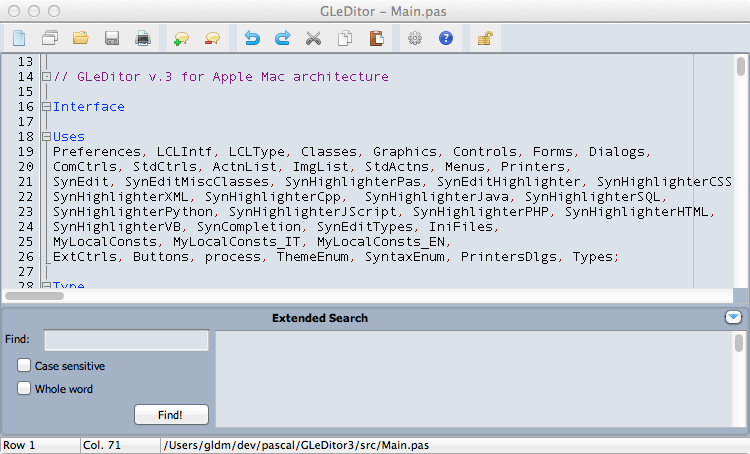 GLeDitor – Main.pas
13
14 // GLeDitor v.3 for Apple Mac architecture
15
16 Interface
17
18 Uses
19 Preferences, LCLIntf, LCLType, Classes, Graphics, Controls, Forms, Dialogs,
20 ComCtrls, StdCtrls, ActnList, ImgList, StdActns, Menus, Printers,
21 SynEdit, SynEditMiscClasses, SynHighlighterPas, SynEditHighlighter, SynHighlighterCSS
22 SynHighlighterXML, SynHighlighterCpp,  SynHighlighterJava, SynHighlighterSQL,
23 SynHighlighterPython, SynHighlighterJScript, SynHighlighterPHP, SynHighlighterHTML,
24 SynHighlighterVB, SynCompletion, SynEditTypes, IniFiles,
25 MyLocalConsts, MyLocalConsts_IT, MyLocalConsts_EN,
26 ExtCtrls, Buttons, process, ThemeEnum, SyntaxEnum, PrintersDlgs, Types;
27
28 Type
Extended Search
Find:
Case sensitive
Whole word
Find!
Row 1 Col. 71 /Users/gldm/dev/pascal/GLeDitor3/src/Main.pas